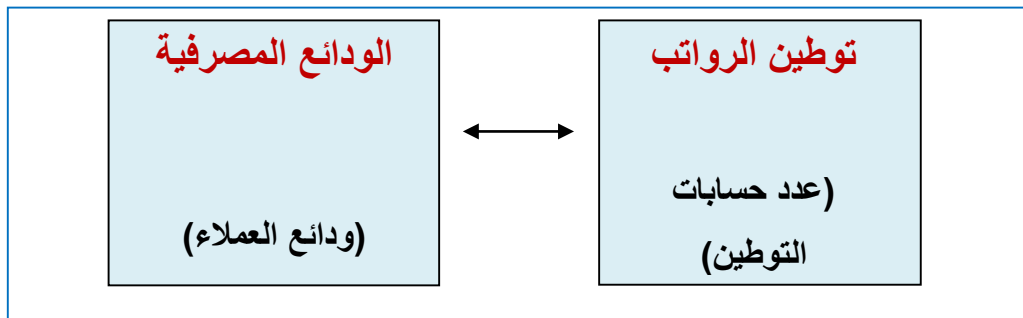 توطين الرواتب
(عدد حسابات
التوطين)
الودائع المصرفية
(ودائع العملاء)